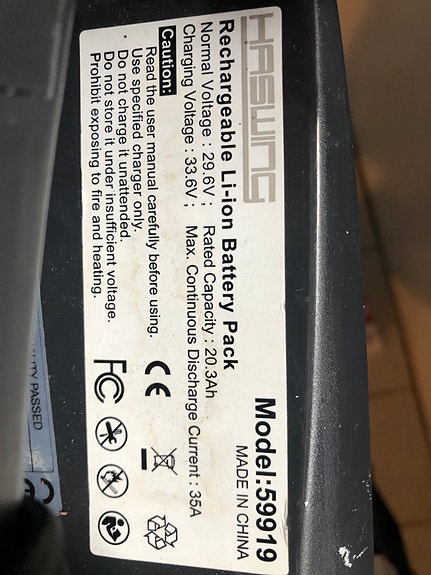 HASWING
Model:59919
MADE IN CHINA
Rechargeable Li-ion Battery Pack
Normal Voltage : 29.6V ; Rated Capacity : 20.3Ah
Charging Voltage : 33.6V ; Max. Continuous Discharge Current : 35A
Caution:
Read the user manual carefully before using.
Use specified charger only.
Do not charge it unattended.
Do not store it under insufficient voltage.
Prohibit exposing to fire and heating.
CE
FC
PASSED